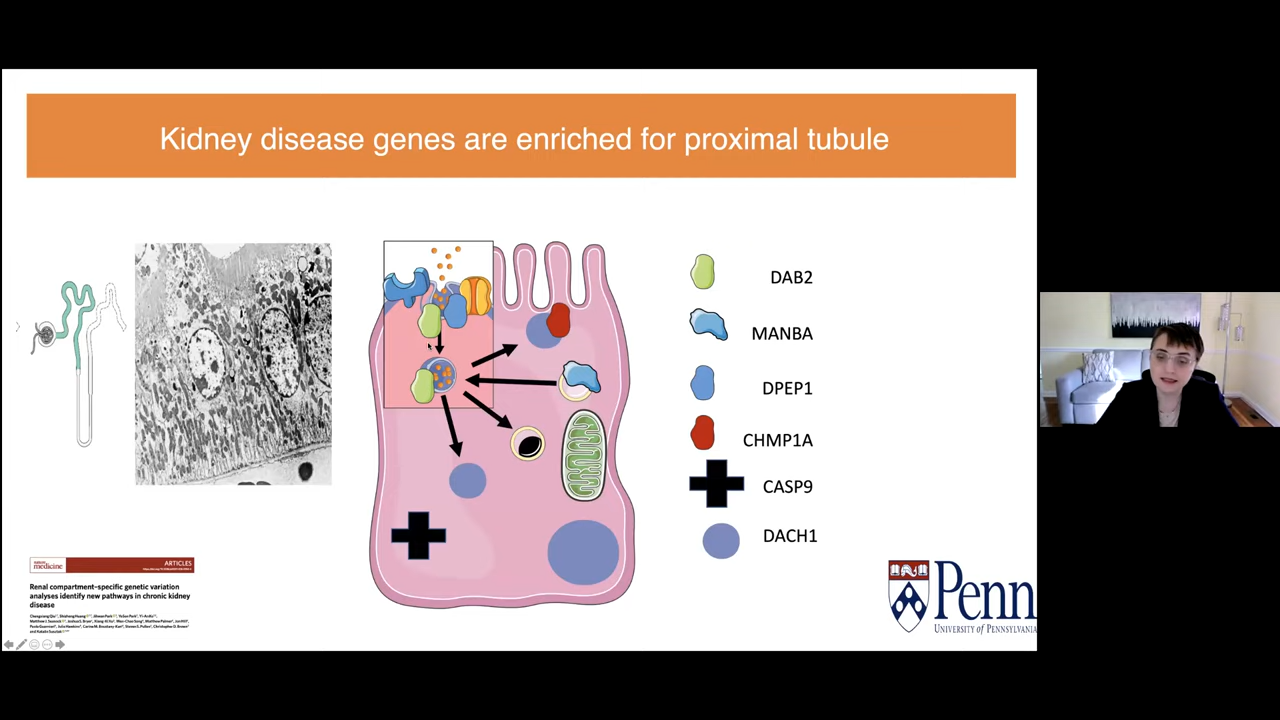 Kidney disease genes are enriched for proximal tubule
DAB2
MANBA
DPEP1
CHMP1A
CASP9
DACH1
medicine
ARTICLES
Renal compartment–specific genetic variation
analyses identify new pathways in chronic kidney
disease
Penn
UNIVERSITY of PENNSYLVANIA